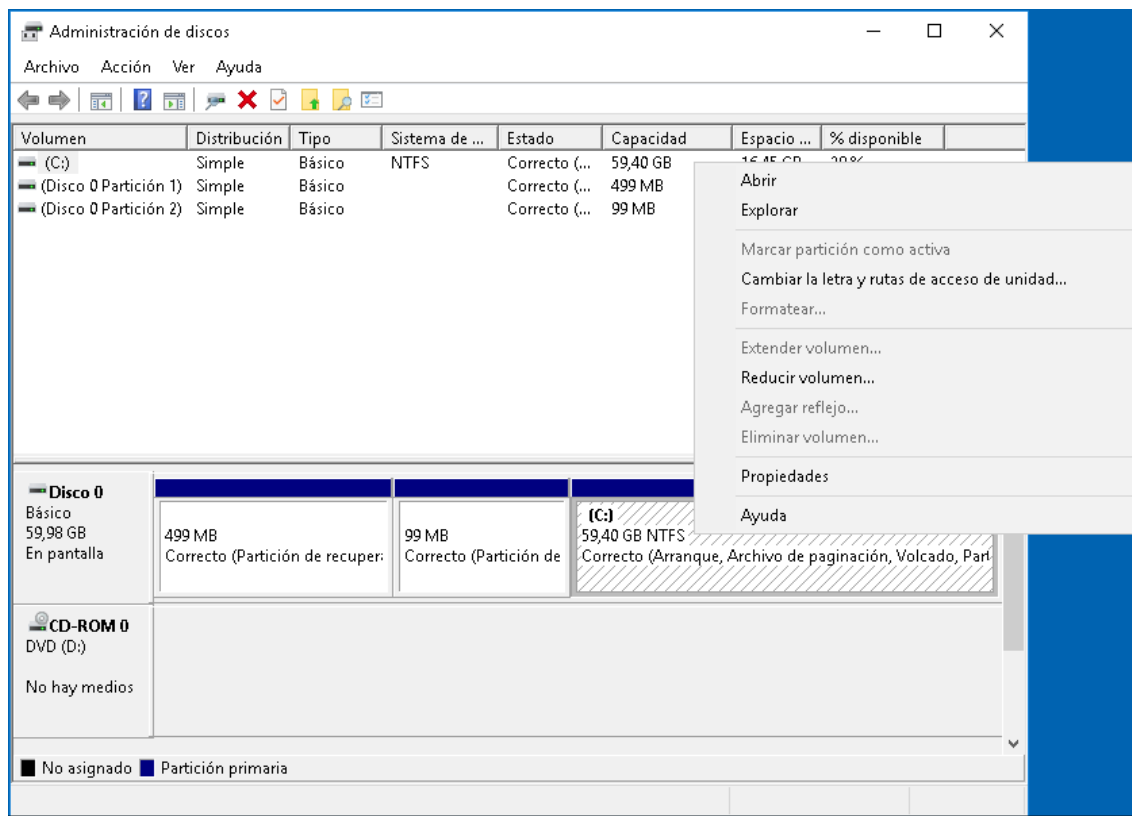 Administración de discos
Archivo Acción Ver Ayuda
Volumen Distribución Tipo Sistema de ... Estado Capacidad Espacio ... % disponible
(C:) Simple Básico NTFS Correcto (... 59,40 GB
(Disco 0 Partición 1) Simple Básico Correcto (... 499 MB
(Disco 0 Partición 2) Simple Básico Correcto (... 99 MB
Abrir
Explorar
Marcar partición como activa
Cambiar la letra y rutas de acceso de unidad...
Formatear...
Extender volumen...
Reducir volumen...
Agregar reflejo...
Eliminar volumen...
Propiedades
Ayuda
Disco 0
Básico
59,98 GB
En pantalla
499 MB
Correcto (Partición de recuper
99 MB
Correcto (Partición de
(C:)
59,40 GB NTFS
Correcto (Arranque, Archivo de paginación, Volcado, Part
CD-ROM 0
DVD (D:)
No hay medios
No asignado Partición primaria